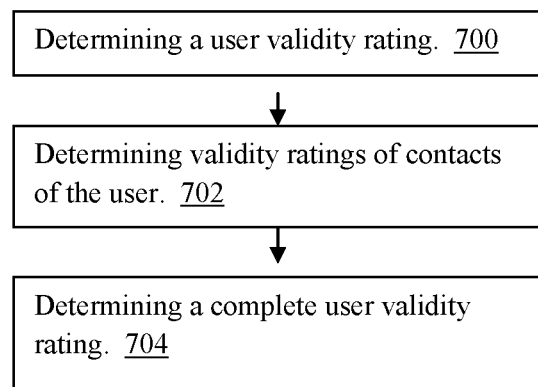 Determining a user validity rating. 700
Determining validity ratings of contacts
of the user. 702
Determining a complete user validity
rating. 704